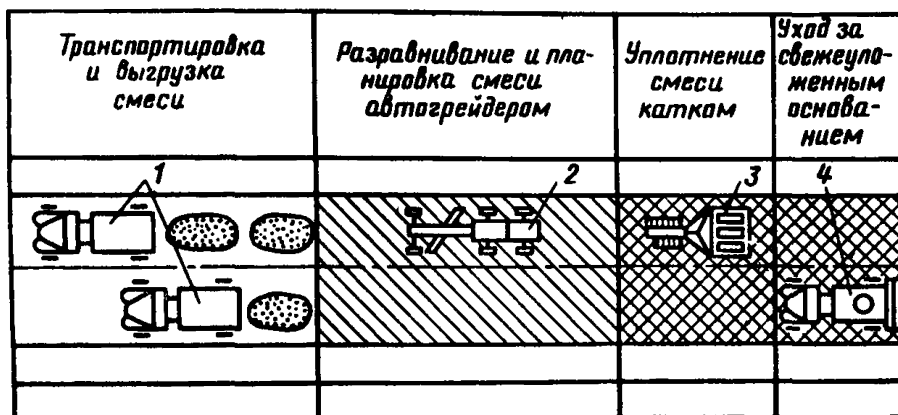 Транспортировка
и выгрузка
смеси
Разравнивание и пла-
нировка смеси
автогрейдером
Уплотнение
смеси
катком
Уход за
свежеуло-
женным
основа-
нием
1
2
3
4